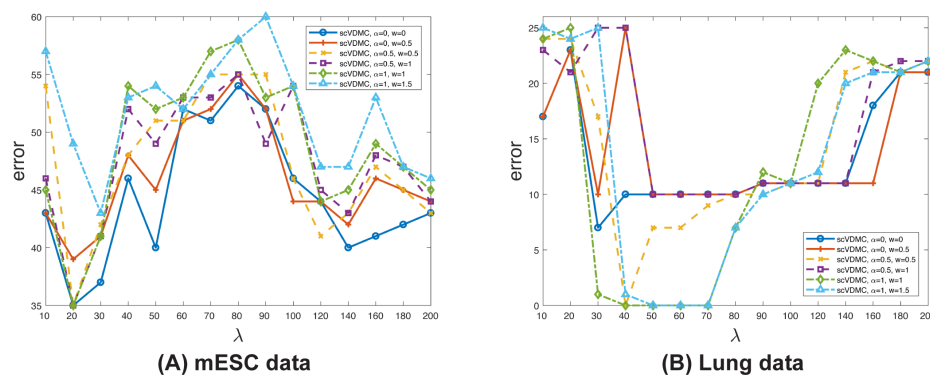 60
55
50
45
40
35
error
10 20 30 40 50 60 70 80 90 100 120 140 160 180 200
λ
scVDMC, α=0, w=0
scVDMC, α=0, w=0.5
scVDMC, α=0.5, w=0.5
scVDMC, α=0.5, w=1
scVDMC, α=1, w=1
scVDMC, α=1, w=1.5
(A) mESC data
25
20
15
10
5
0
error
10 20 30 40 50 60 70 80 90 100 120 140 160 180 200
λ
scVDMC, α=0, w=0
scVDMC, α=0, w=0.5
scVDMC, α=0.5, w=0.5
scVDMC, α=0.5, w=1
scVDMC, α=1, w=1
scVDMC, α=1, w=1.5
(B) Lung data